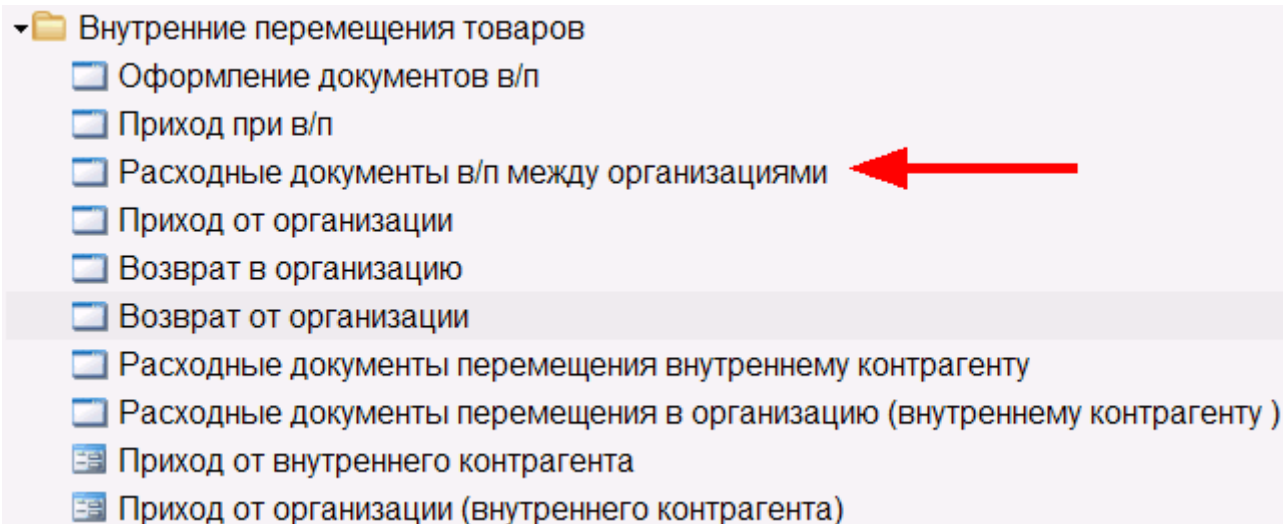 Внутренние перемещения товаров
Оформление документов в/п
Приход при в/п
Расходные документы в/п между организациями
Приход от организации
Возврат в организацию
Возврат от организации
Расходные документы перемещения внутреннему контрагенту
Расходные документы перемещения в организацию (внутреннему контрагенту )
Приход от внутреннего контрагента
Приход от организации (внутреннего контрагента)